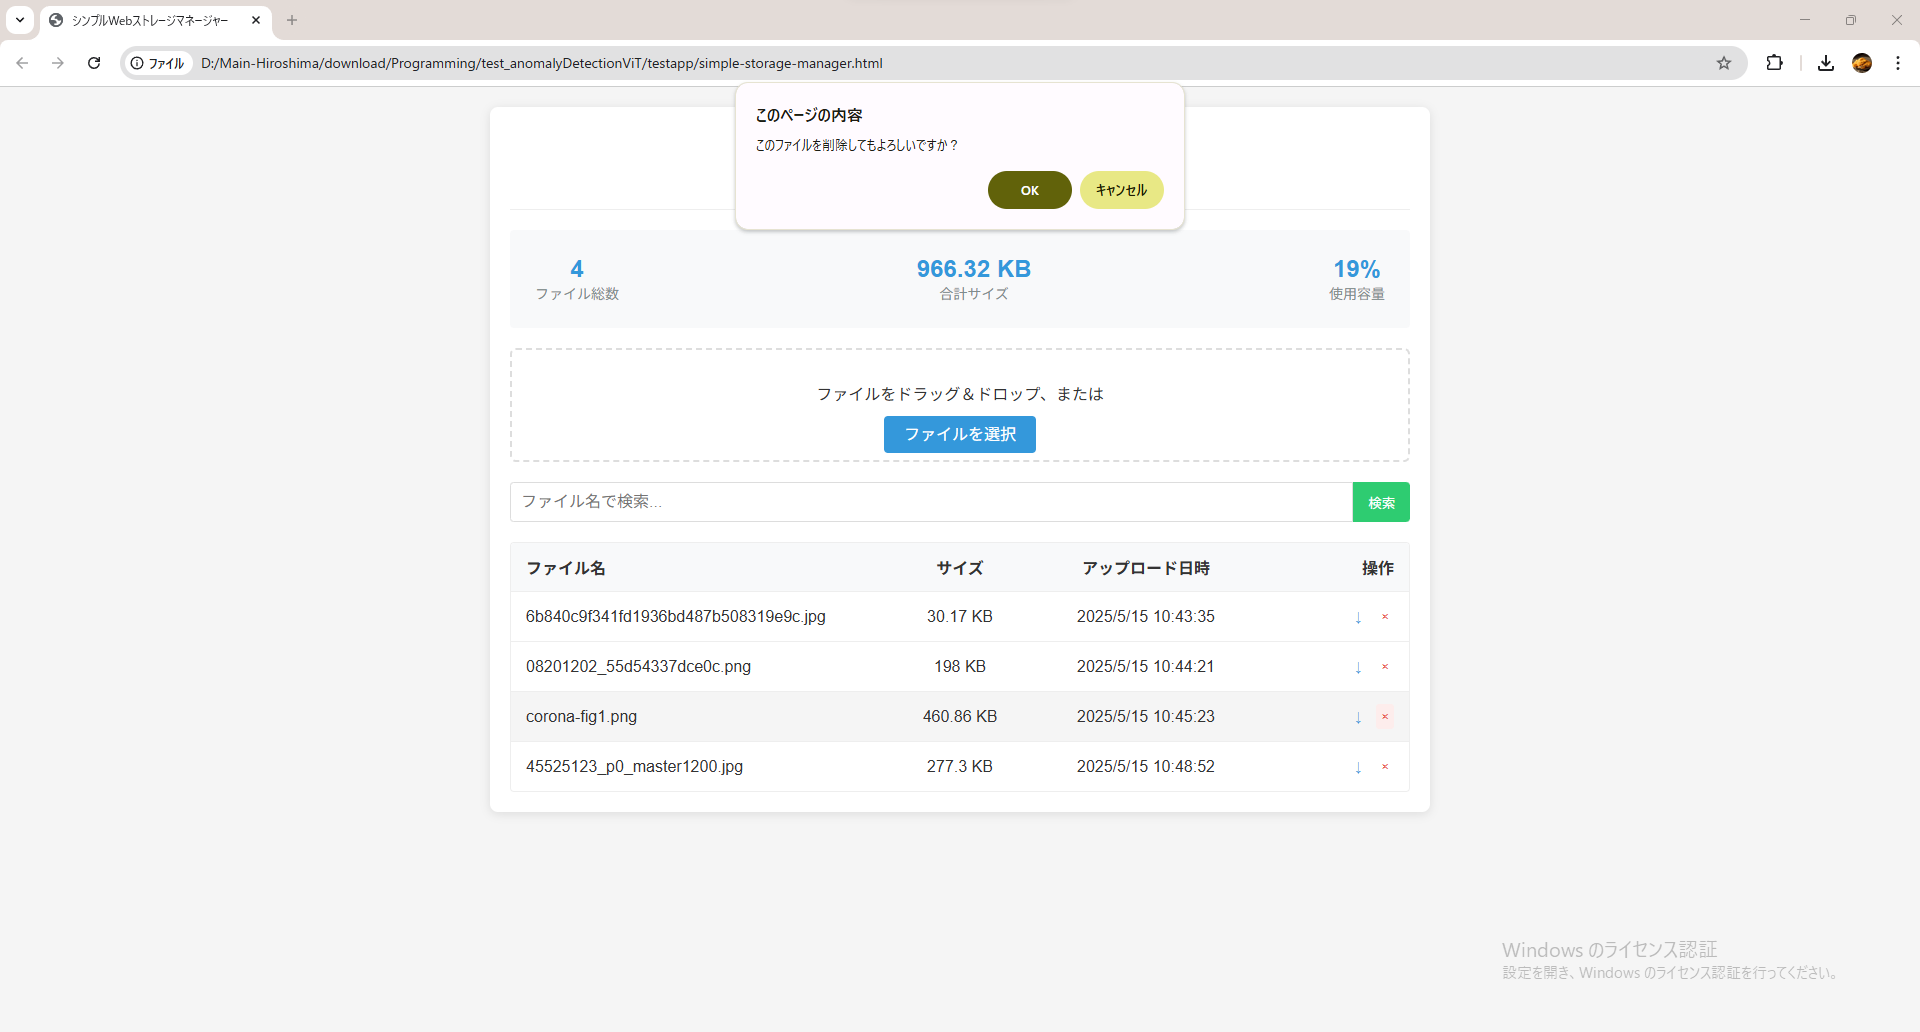 シンプルWebストレージマネージャー
ファイル
D:/Main-Hiroshima/download/Programming/test_anomalyDetectionViT/testapp/simple-storage-manager.html
このページの内容
このファイルを削除してもよろしいですか？
OK
キャンセル
4
ファイル総数
966.32 KB
合計サイズ
19%
使用容量
ファイルをドラッグ＆ドロップ、または
ファイルを選択
ファイル名で検索...
検索
ファイル名 サイズ アップロード日時 操作
6b840c9f341fd1936bd487b508319e9c.jpg 30.17 KB 2025/5/15 10:43:35 ↓ ×
08201202_55d54337dce0c.png 198 KB 2025/5/15 10:44:21 ↓ ×
corona-fig1.png 460.86 KB 2025/5/15 10:45:23 ↓ ×
45525123_p0_master1200.jpg 277.3 KB 2025/5/15 10:48:52 ↓ ×
Windows のライセンス認証
設定を開き、Windows のライセンス認証を行ってください。